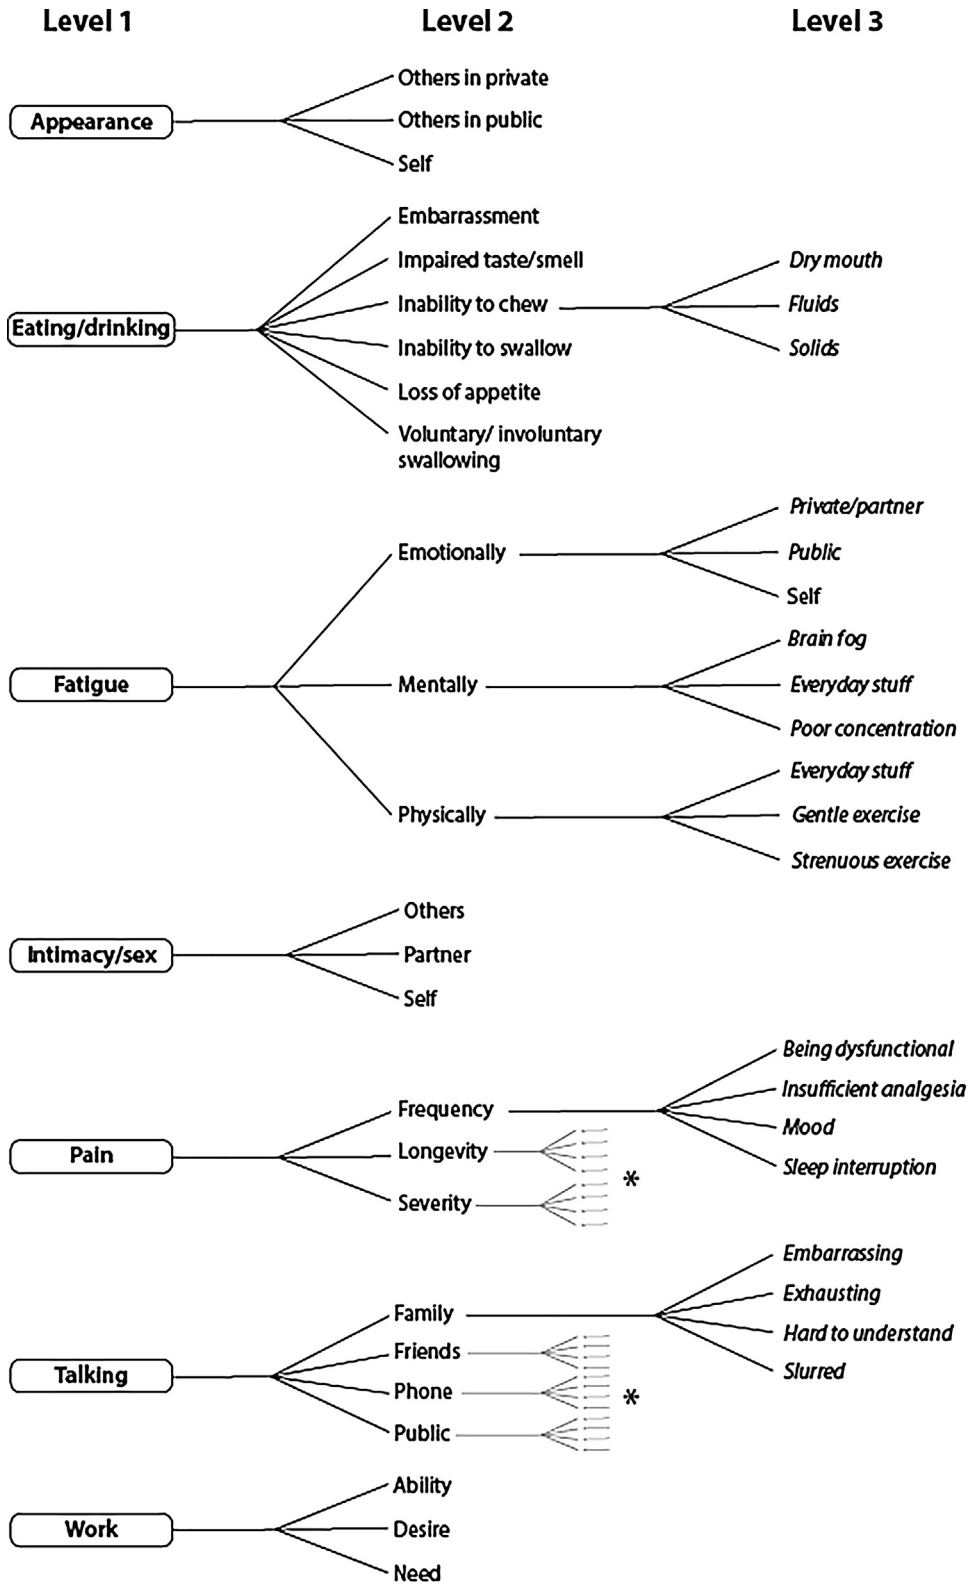 Level 1 Level 2 Level 3
Others in private
Appearance Others in public
Self
Embarrassment
Impaired taste/smell Dry mouth
Inability to chew Fluids
Eating/drinking
Inability to swallow Solids
Loss of appetite
Voluntary/ involuntary
swallowing
Private/partner
Emotionally Public
Self
Brain fog
Fatigue Mentally Everyday stuff
Poor concentration
Everyday stuff
Physically Gentle exercise
Strenuous exercise
Others
Intimacy/sex Partner
Self
Being dysfunctional
Insufficient analgesia
Frequency
Mood
Pain Longevity
Sleep interruption
*
Severity
Embarrassing
Exhausting
Family
Hard to understand
Friends
Talking Slurred
Phone *
Public
Ability
Work Desire
Need